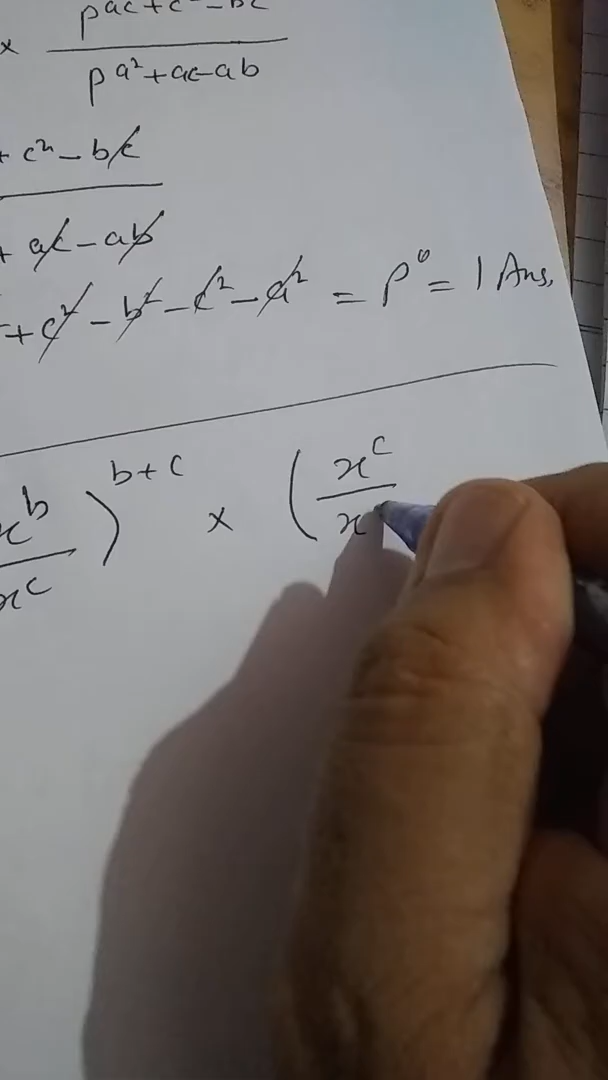 × p^{ac+c²-bc} / p^{a²+ac-ab}
+ c² - bc
+ ac - ab
+ c² - b² - c² - a² = p⁰ = 1 Ans,
x^b / x^c )^{b+c} × ( x^c / x